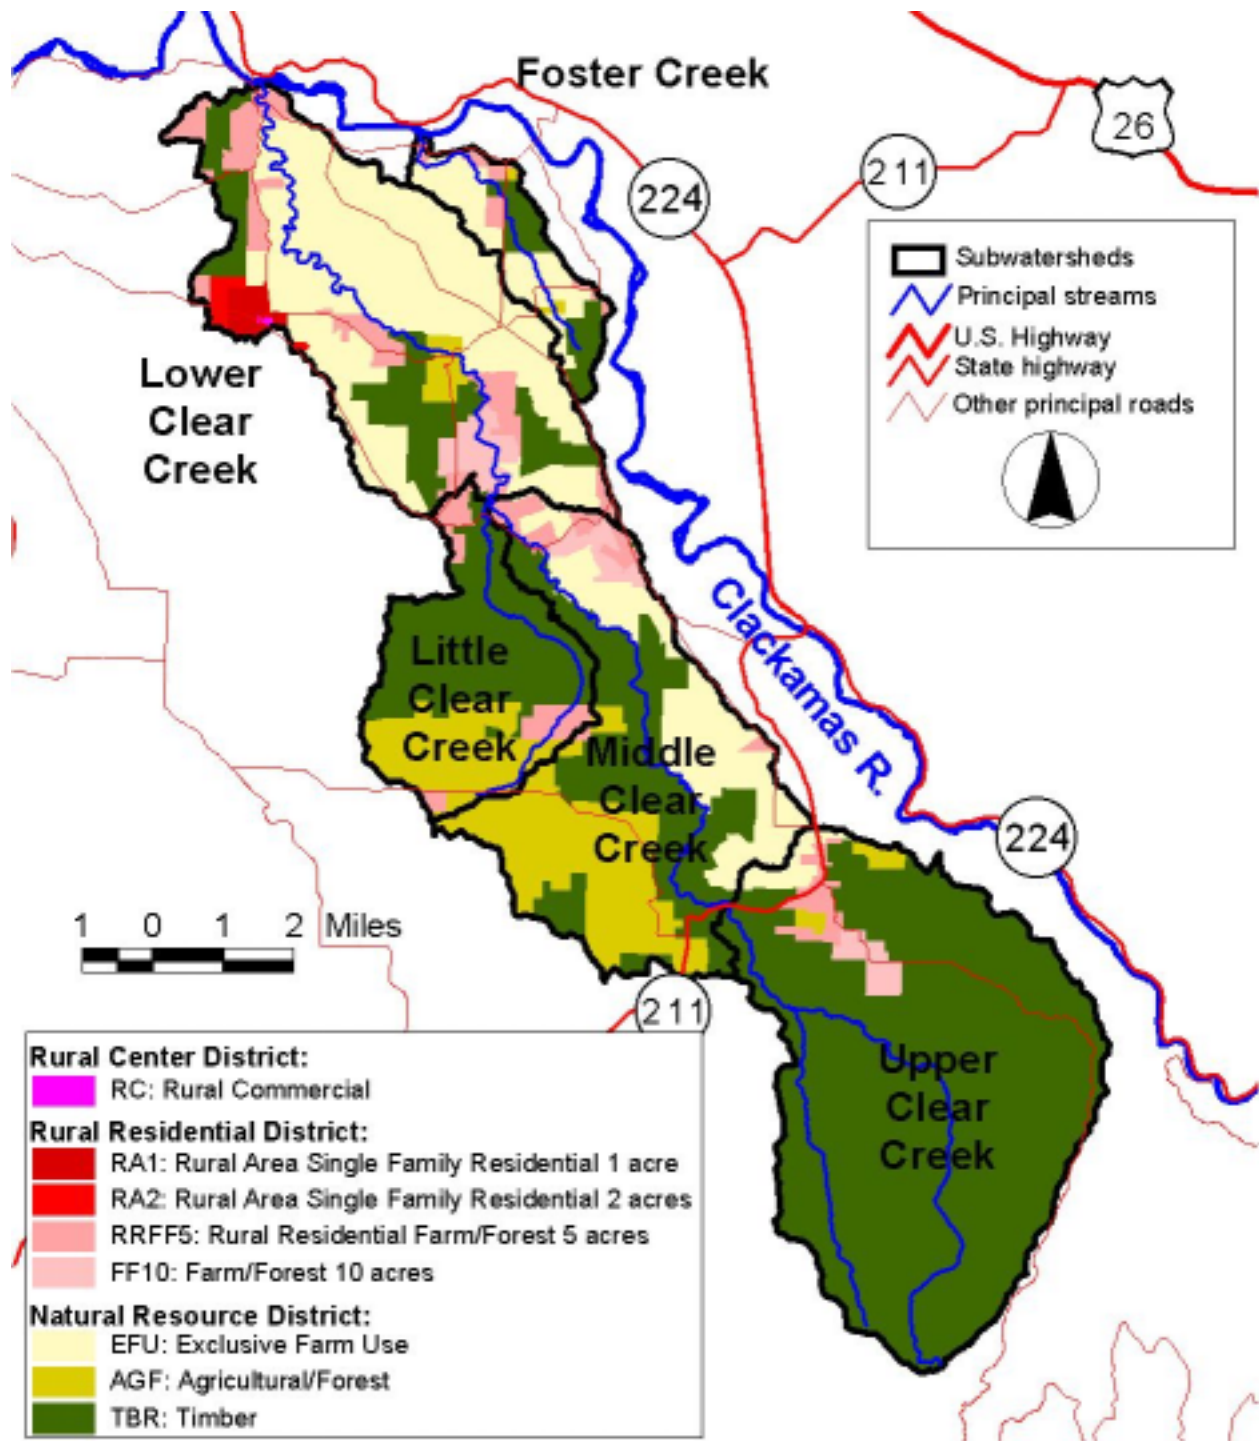 Foster Creek
26
211
224
Subwatersheds
Principal streams
U.S. Highway
State highway
Other principal roads
Lower
Clear
Creek
Clackamas R.
Little
Clear
Creek
Middle
Clear
Creek
224
1 0 1 2 Miles
211
Upper
Clear
Creek
Rural Center District:
RC: Rural Commercial
Rural Residential District:
RA1: Rural Area Single Family Residential 1 acre
RA2: Rural Area Single Family Residential 2 acres
RRFF5: Rural Residential Farm/Forest 5 acres
FF10: Farm/Forest 10 acres
Natural Resource District:
EFU: Exclusive Farm Use
AGF: Agricultural/Forest
TBR: Timber